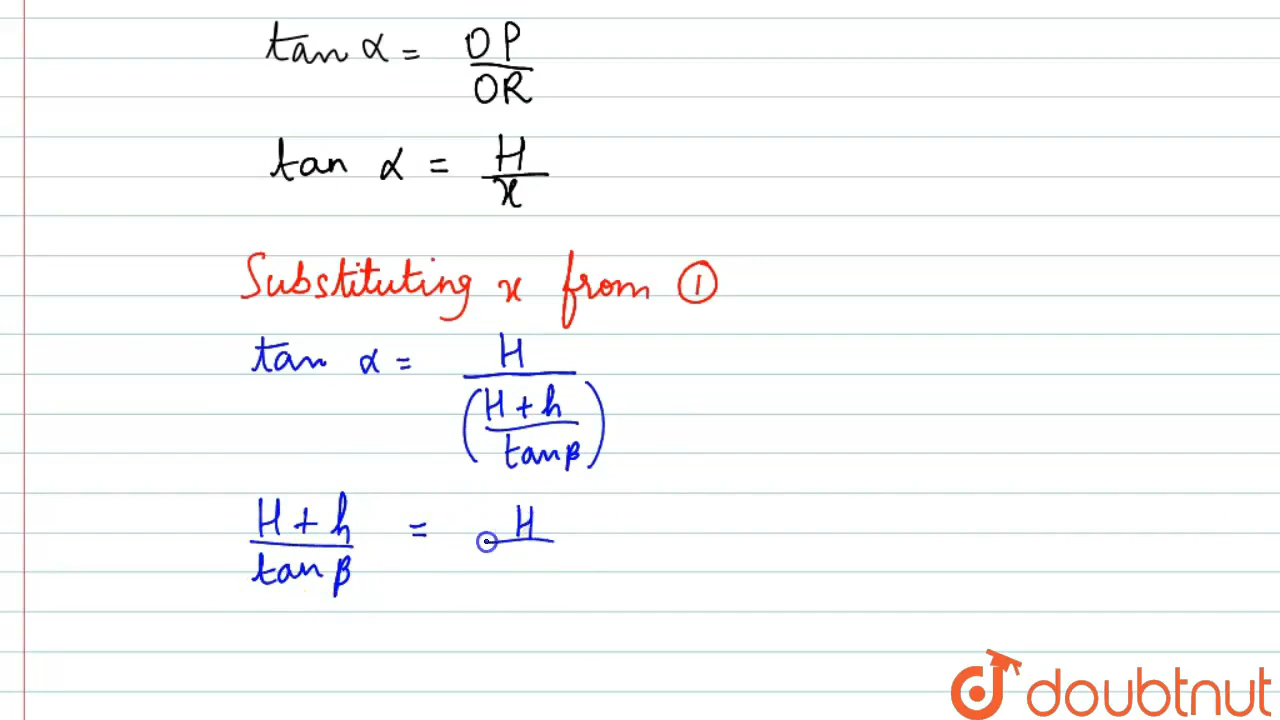 tan α = OP/OR
tan α = H/x
Substituting x from ①
tan α = H/((H + h)/tan β)
(H + h)/tan β = H
doubtnut